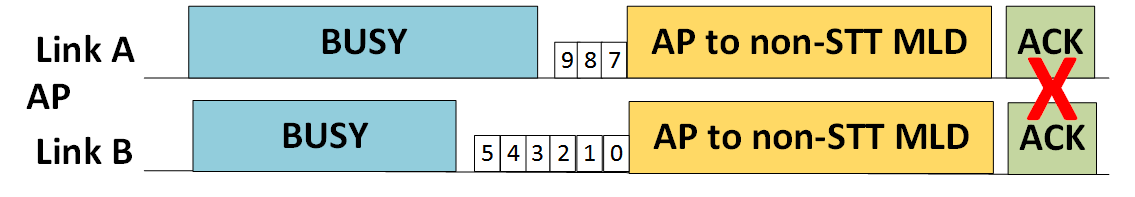 Link A BUSY 9 8 7 AP to non-STT MLD ACK
AP
Link B BUSY 5 4 3 2 1 0 AP to non-STT MLD ACK
X